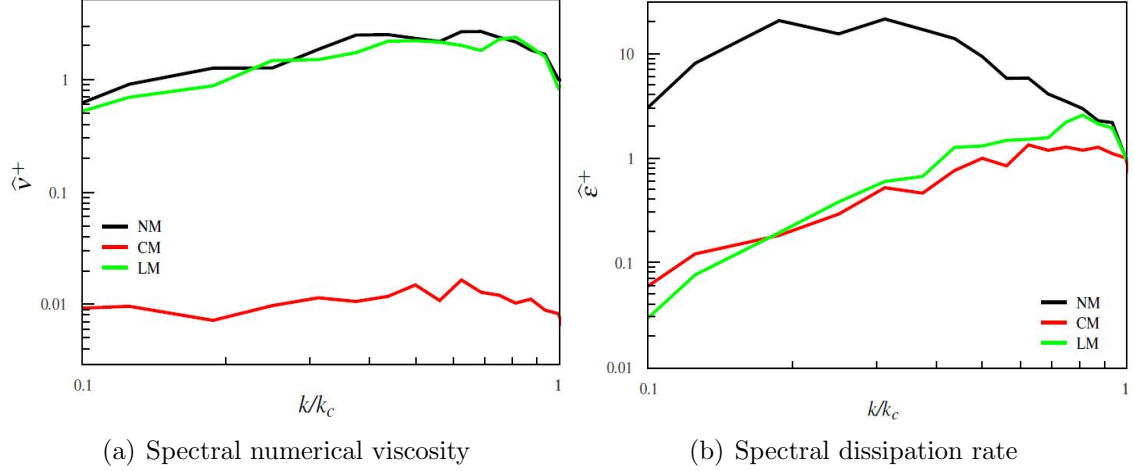 1
0.1
0.01
ν̂⁺
NM
CM
LM
0.1
1
k/k_c
(a) Spectral numerical viscosity
10
1
0.1
0.01
ε̂⁺
NM
CM
LM
0.1
1
k/k_c
(b) Spectral dissipation rate